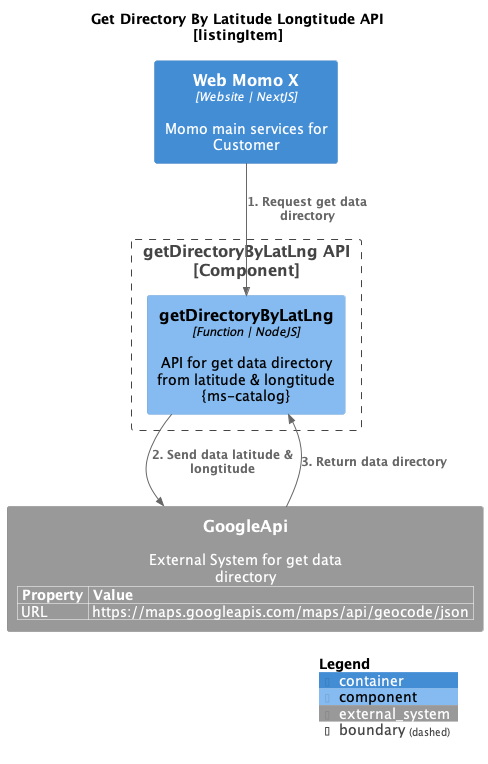 Get Directory By Latitude Longtitude API
[listingItem]
Web Momo X
[Website | NextJS]
Momo main services for
Customer
1. Request get data
directory
getDirectoryByLatLng API
[Component]
getDirectoryByLatLng
[Function | NodeJS]
API for get data directory
from latitude & longtitude
{ms-catalog}
2. Send data latitude &
longtitude
3. Return data directory
GoogleApi
External System for get data
directory
Property Value
URL https://maps.googleapis.com/maps/api/geocode/json
Legend
container
component
external_system
boundary (dashed)